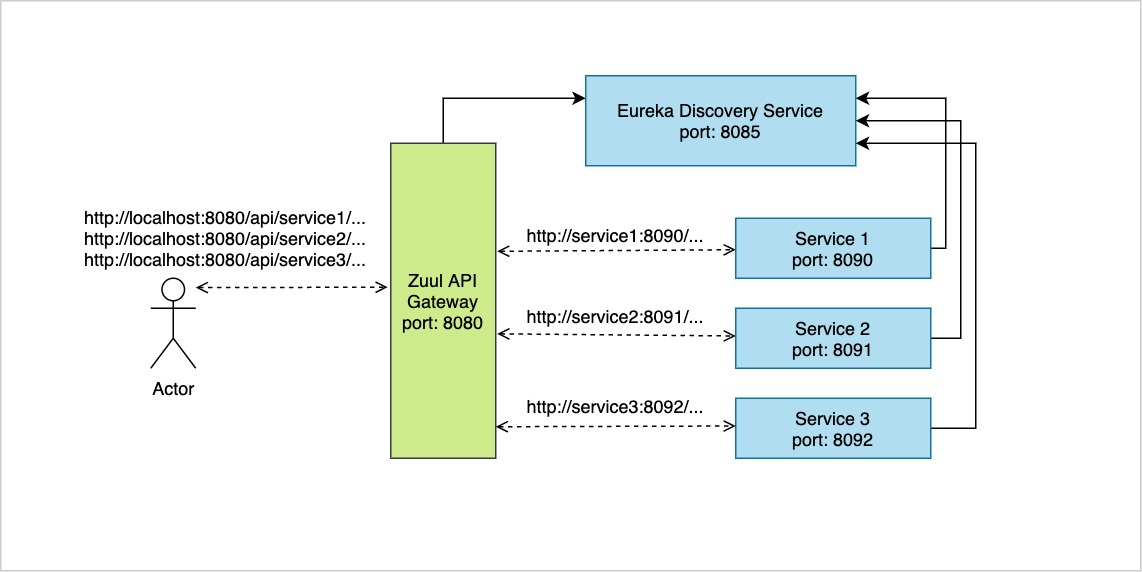 Eureka Discovery Service
port: 8085
http://localhost:8080/api/service1/...
http://localhost:8080/api/service2/...
http://localhost:8080/api/service3/...
Actor
Zuul API
Gateway
port: 8080
http://service1:8090/...
Service 1
port: 8090
http://service2:8091/...
Service 2
port: 8091
http://service3:8092/...
Service 3
port: 8092